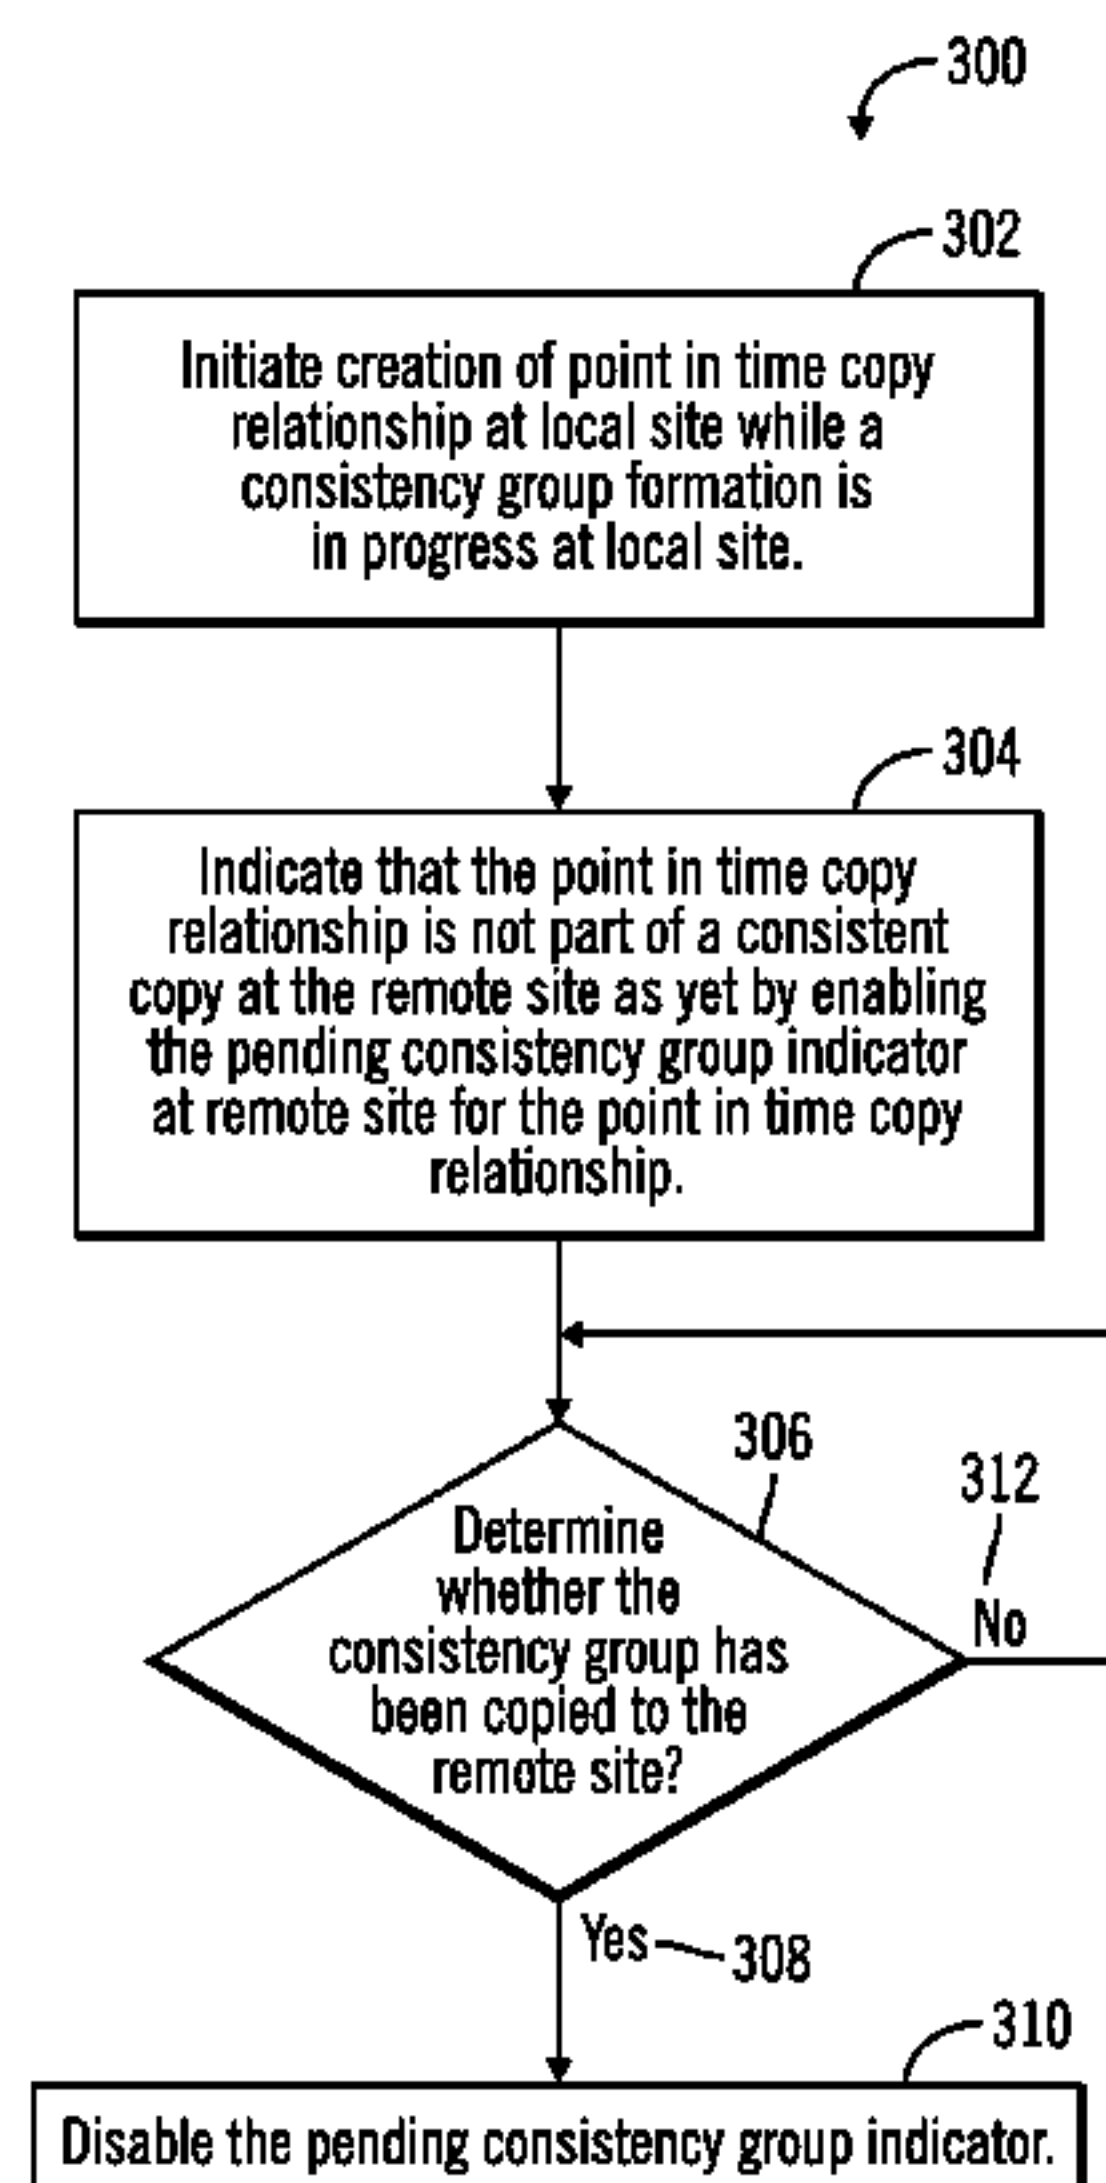 300
302
Initiate creation of point in time copy
relationship at local site while a
consistency group formation is
in progress at local site.
304
Indicate that the point in time copy
relationship is not part of a consistent
copy at the remote site as yet by enabling
the pending consistency group indicator
at remote site for the point in time copy
relationship.
306
312
Determine
whether the
consistency group has
been copied to the
remote site?
No
Yes
308
310
Disable the pending consistency group indicator.